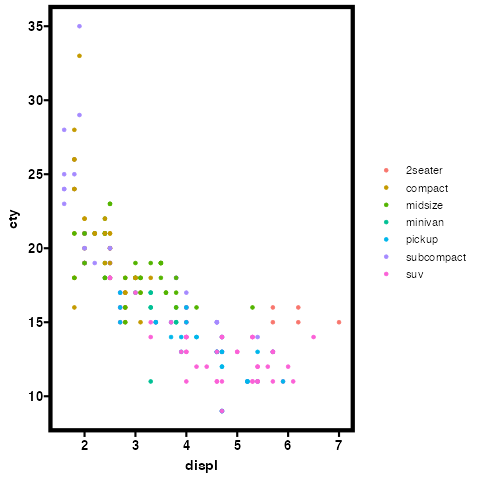 35
30
25
20
15
10
cty
2
3
4
5
6
7
displ
2seater
compact
midsize
minivan
pickup
subcompact
suv